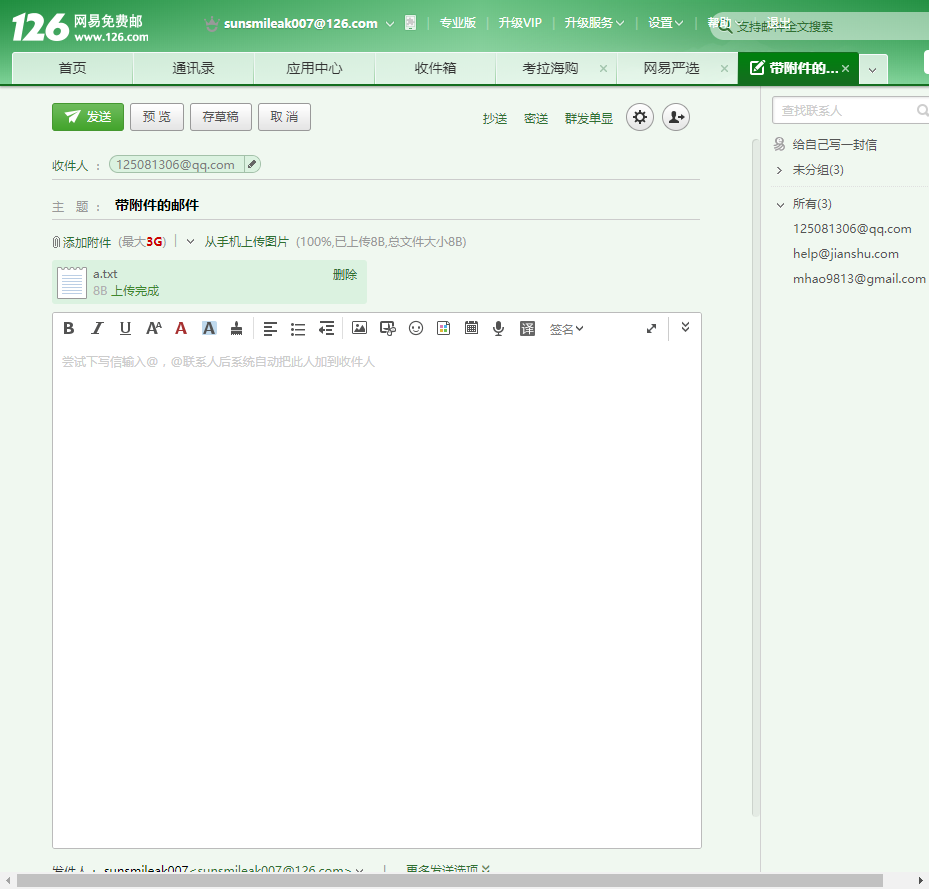 126 网易免费邮
www.126.com
sunsmileak007@126.com 专业版 升级VIP 升级服务 设置 帮助 退出
支持邮件全文搜索
首页 通讯录 应用中心 收件箱 考拉海购 × 网易严选 × 带附件的... ×
发送 预 览 存草稿 取 消 抄送 密送 群发单显
收件人 : 125081306@qq.com
主 题 : 带附件的邮件
添加附件 (最大3G) 从手机上传图片 (100%,已上传8B,总文件大小8B)
a.txt 删除
8B 上传完成
B I U A A A 译 签名
尝试下写信输入@，@联系人后系统自动把此人加到收件人
发件人 : sunsmileak007<sunsmileak007@126.com> 更多发送选项
查找联系人
给自己写一封信
未分组(3)
所有(3)
125081306@qq.com
help@jianshu.com
mhao9813@gmail.com